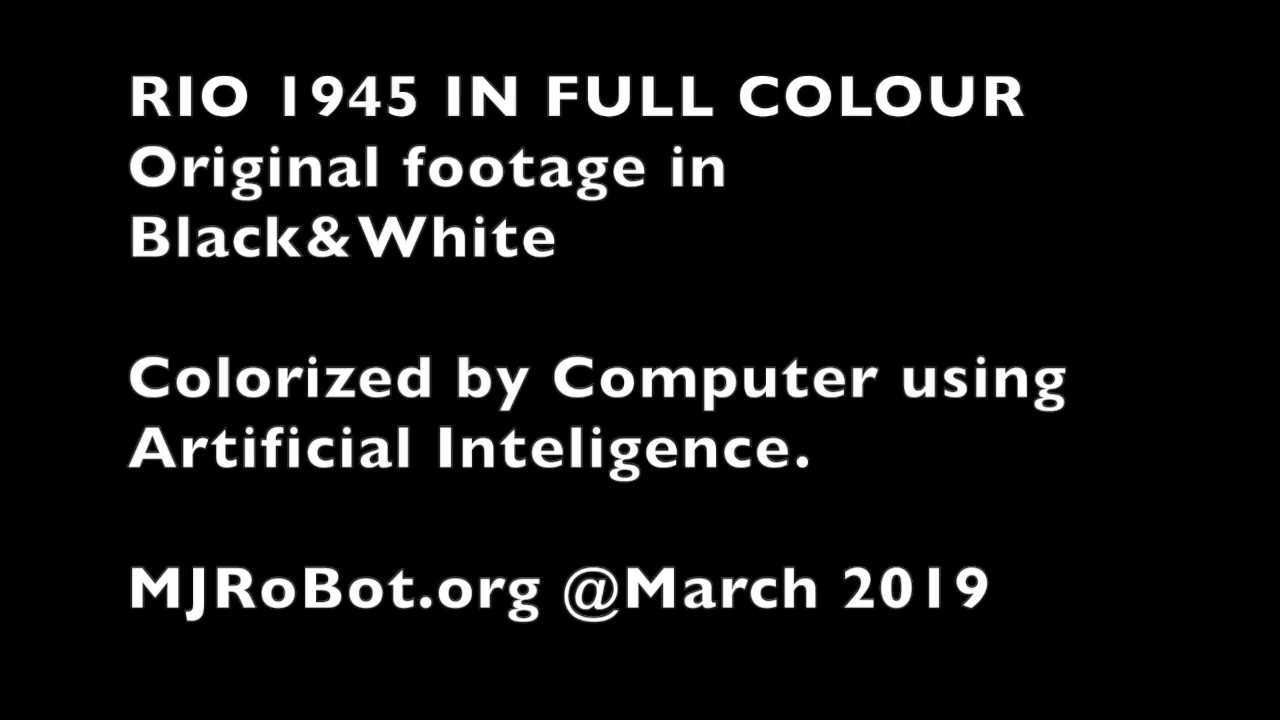 RIO 1945 IN FULL COLOUR
Original footage in
Black&White
Colorized by Computer using
Artificial Inteligence.
MJRoBot.org @March 2019